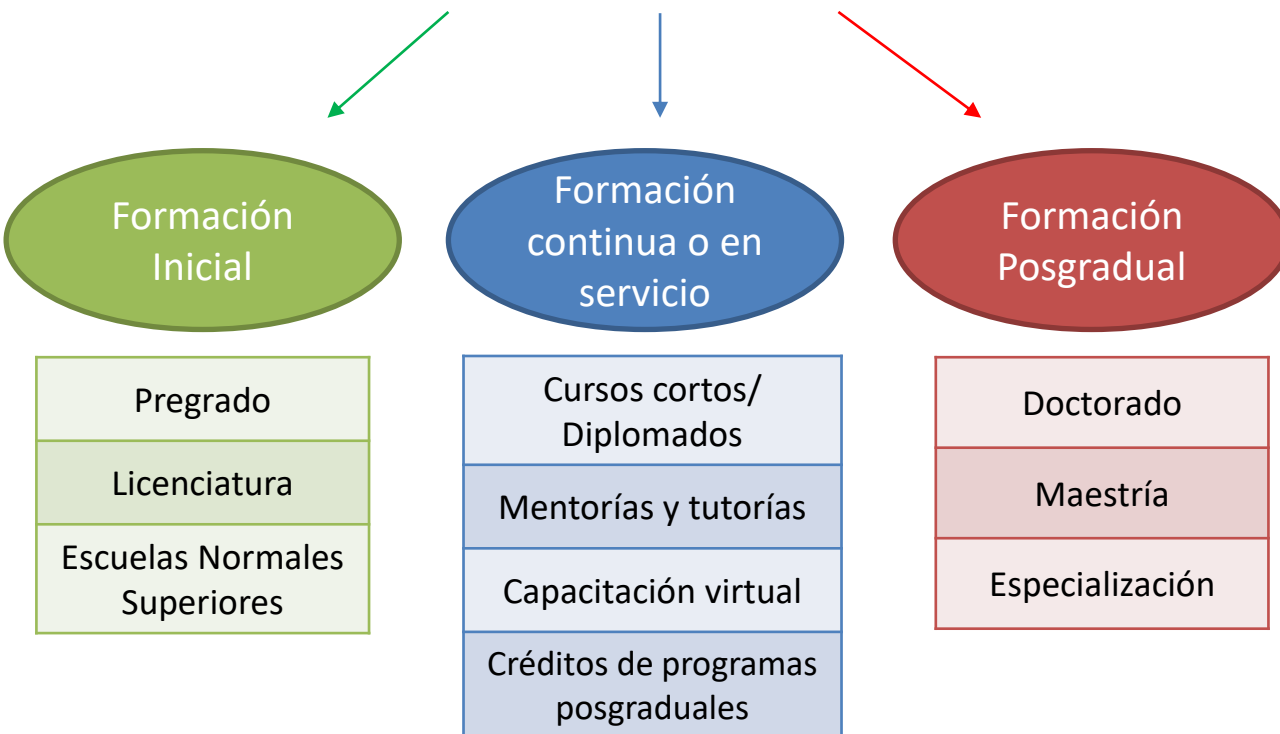 Formación
Inicial
Formación
continua o en
servicio
Formación
Posgradual
Pregrado
Licenciatura
Escuelas Normales
Superiores
Cursos cortos/
Diplomados
Mentorías y tutorías
Capacitación virtual
Créditos de programas
posgraduales
Doctorado
Maestría
Especialización